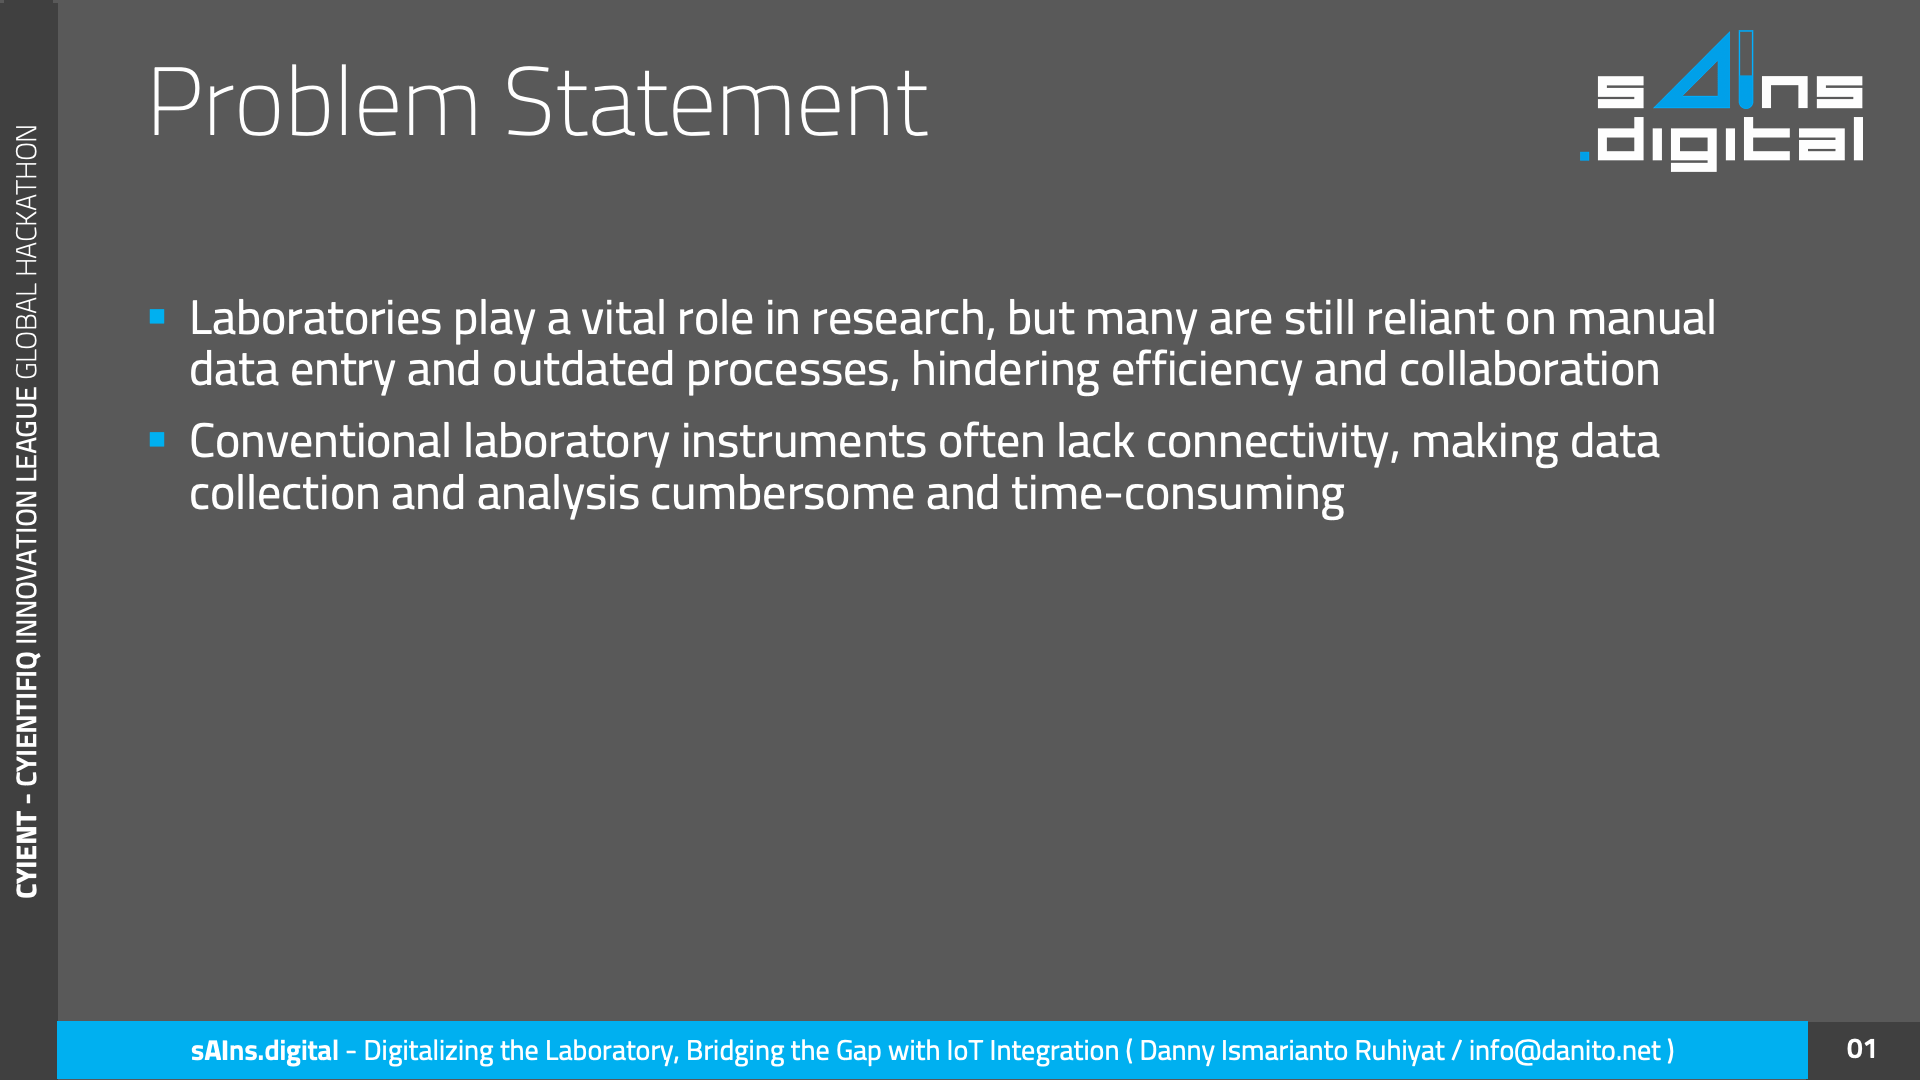 Problem Statement
sAIns
.digital
CYIENT - CYIENTIFIQ INNOVATION LEAGUE GLOBAL HACKATHON
Laboratories play a vital role in research, but many are still reliant on manual
data entry and outdated processes, hindering efficiency and collaboration
Conventional laboratory instruments often lack connectivity, making data
collection and analysis cumbersome and time-consuming
sAIns.digital - Digitalizing the Laboratory, Bridging the Gap with IoT Integration ( Danny Ismarianto Ruhiyat / info@danito.net )
01